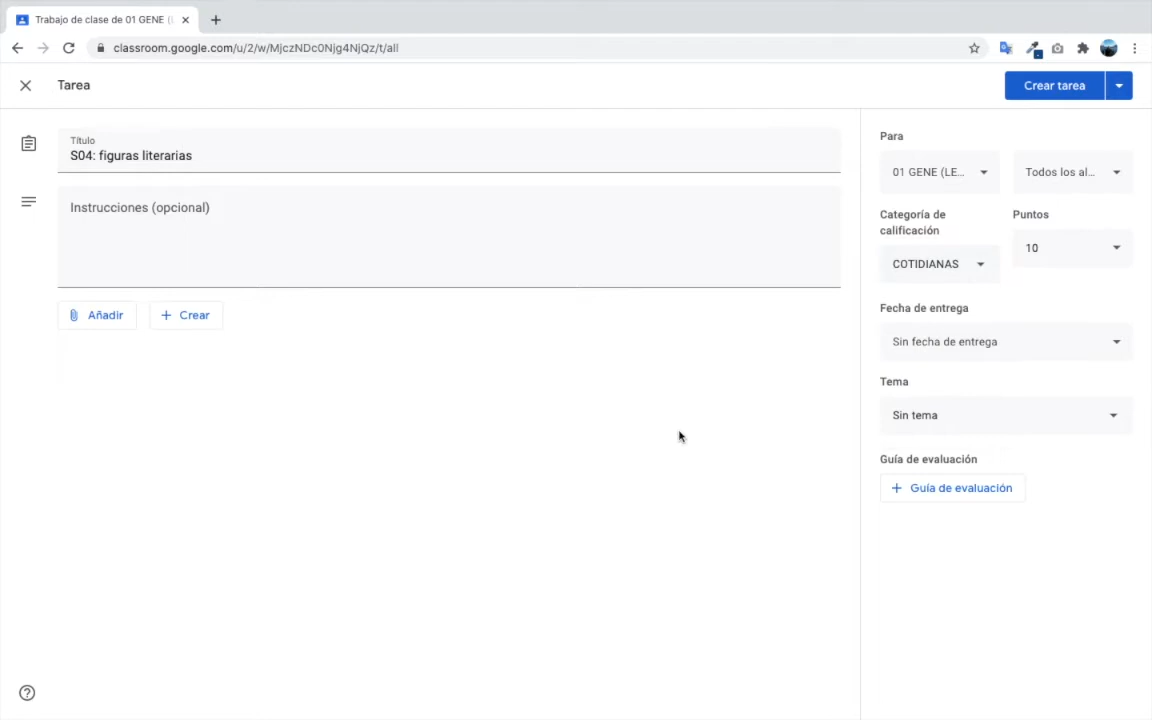 Trabajo de clase de 01 GENE (
classroom.google.com/u/2/w/MjczNDc0Njg4NjQz/t/all
Tarea
Crear tarea
Título
S04: figuras literarias
Instrucciones (opcional)
Añadir
Crear
Para
01 GENE (LE...
Todos los al...
Categoría de
calificación
Puntos
COTIDIANAS
10
Fecha de entrega
Sin fecha de entrega
Tema
Sin tema
Guía de evaluación
+ Guía de evaluación